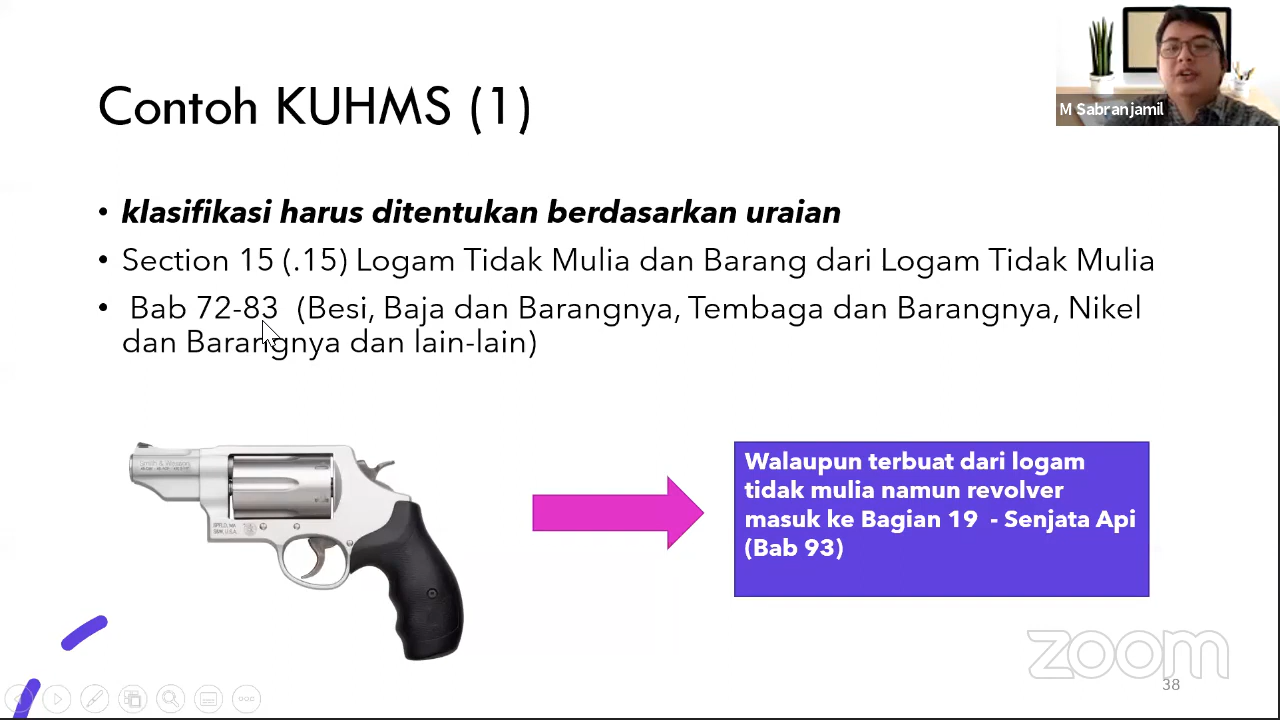 M Sabranjamil
Contoh KUHMS (1)
• klasifikasi harus ditentukan berdasarkan uraian
• Section 15 (.15) Logam Tidak Mulia dan Barang dari Logam Tidak Mulia
• Bab 72-83 (Besi, Baja dan Barangnya, Tembaga dan Barangnya, Nikel
dan Barangnya dan lain-lain)
Smith & Wesson
Walaupun terbuat dari logam
tidak mulia namun revolver
masuk ke Bagian 19 - Senjata Api
(Bab 93)
zoom
38